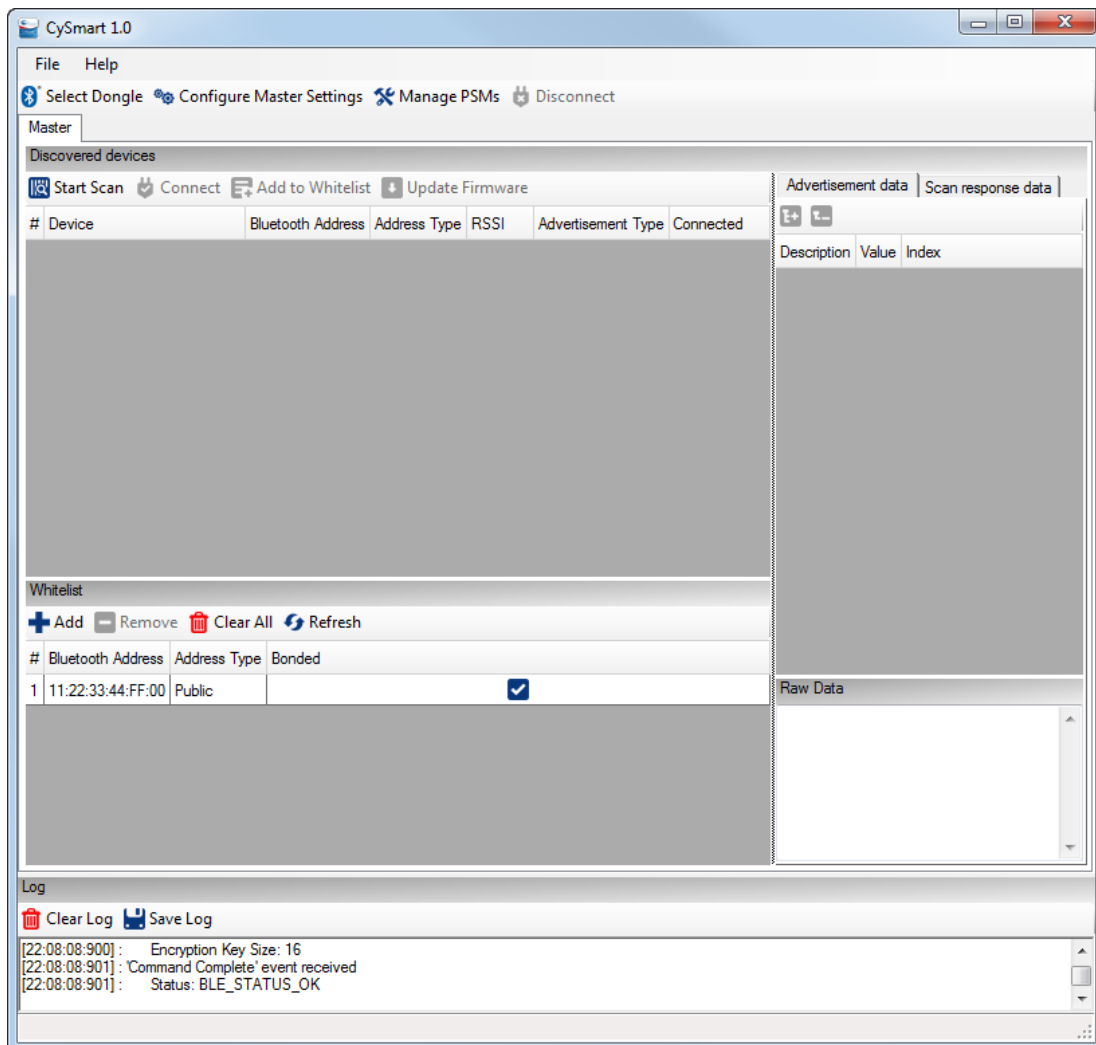 CySmart 1.0
File Help
Select Dongle Configure Master Settings Manage PSMs Disconnect
Master
Discovered devices
Start Scan Connect Add to Whitelist Update Firmware
# Device Bluetooth Address Address Type RSSI Advertisement Type Connected
Advertisement data Scan response data
Description Value Index
Whitelist
Add Remove Clear All Refresh
# Bluetooth Address Address Type Bonded
1 11:22:33:44:FF:00 Public
Raw Data
Log
Clear Log Save Log
[22:08:08:900] : Encryption Key Size: 16
[22:08:08:901] : 'Command Complete' event received
[22:08:08:901] : Status: BLE_STATUS_OK